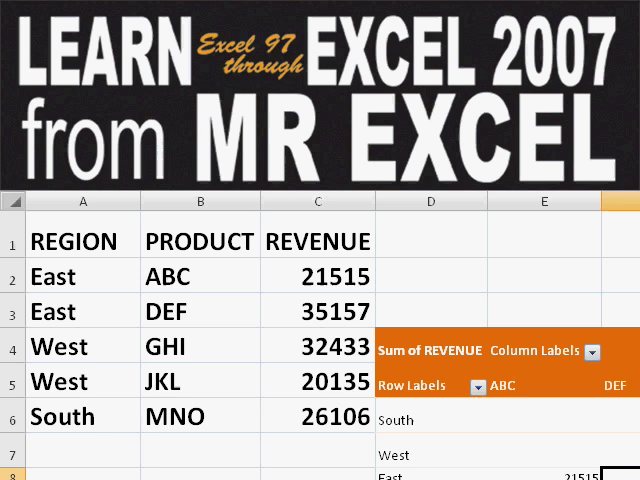 LEARN Excel 97 through EXCEL 2007
from MR EXCEL
A B C D E
1 REGION PRODUCT REVENUE
2 East ABC 21515
3 East DEF 35157
4 West GHI 32433 Sum of REVENUE Column Labels
5 West JKL 20135 Row Labels ABC DEF
6 South MNO 26106 South
7 West
8 East 21515